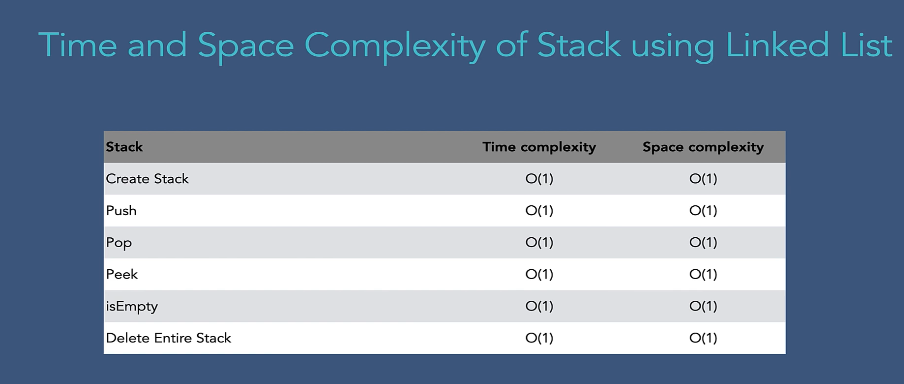 Time and Space Complexity of Stack using Linked List
Stack Time complexity Space complexity
Create Stack O(1) O(1)
Push O(1) O(1)
Pop O(1) O(1)
Peek O(1) O(1)
isEmpty O(1) O(1)
Delete Entire Stack O(1) O(1)